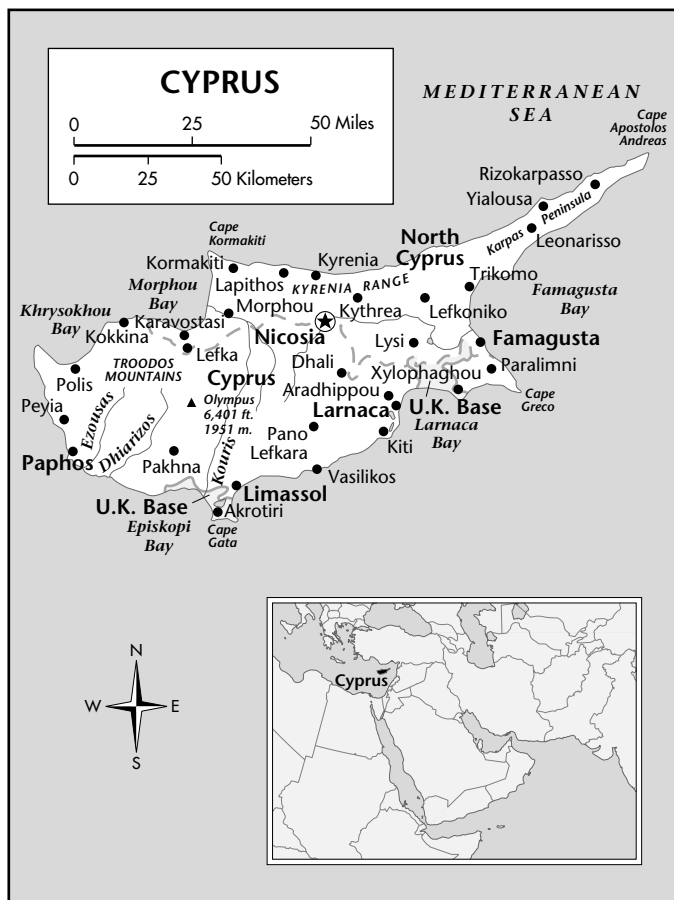 CYPRUS
0 25 50 Miles
0 25 50 Kilometers
MEDITERRANEAN
SEA
Cape
Apostolos
Andreas
Rizokarpasso
Yialousa
Karpas Peninsula
Leonarisso
Cape
Kormakiti
North
Cyprus
Kormakiti
Kyrenia
Lapithos
KYRENIA RANGE
Trikomo
Morphou
Bay
Famagusta
Bay
Khrysokhou
Bay
Morphou
Kythrea
Lefkoniko
Karavostasi
Kokkina
Nicosia
Lysi
Famagusta
Lefka
TROODOS
MOUNTAINS
Dhali
Xylophaghou
Paralimni
Polis
Cyprus
Aradhippou
Cape
Greco
Olympus
6,401 ft.
1951 m.
Larnaca
U.K. Base
Larnaca
Bay
Peyia
Ezousas
Dhiarizos
Kouris
Pano
Lefkara
Kiti
Paphos
Pakhna
Vasilikos
Limassol
U.K. Base
Akrotiri
Episkopi
Bay
Cape
Gata
N
W E
S
Cyprus